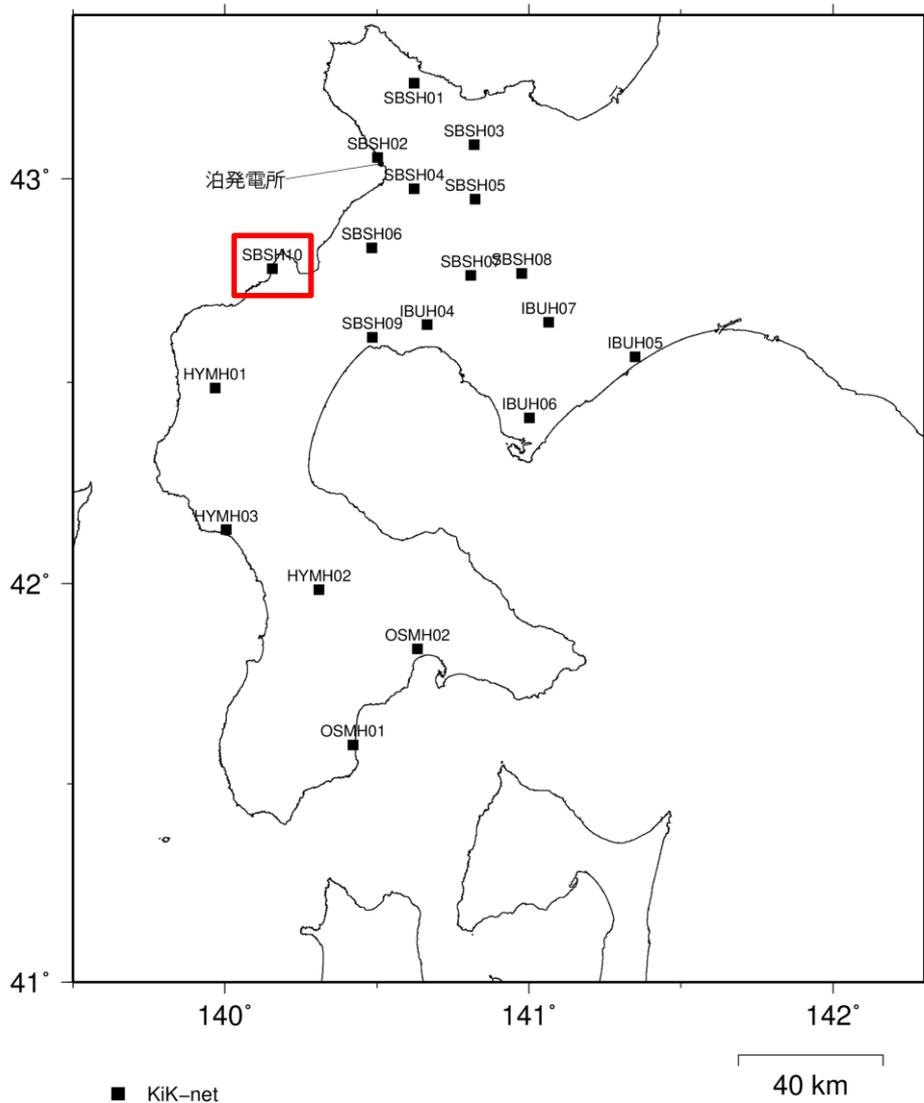 SBSH01
SBSH03
SBSH02
43°
泊発電所
SBSH04
SBSH05
SBSH06
SBSH10
SBSH07
SBSH08
IBUH04
IBUH07
SBSH09
IBUH05
HYMH01
IBUH06
HYMH03
42°
HYMH02
OSMH02
OSMH01
41°
140°
141°
142°
40 km
KiK-net